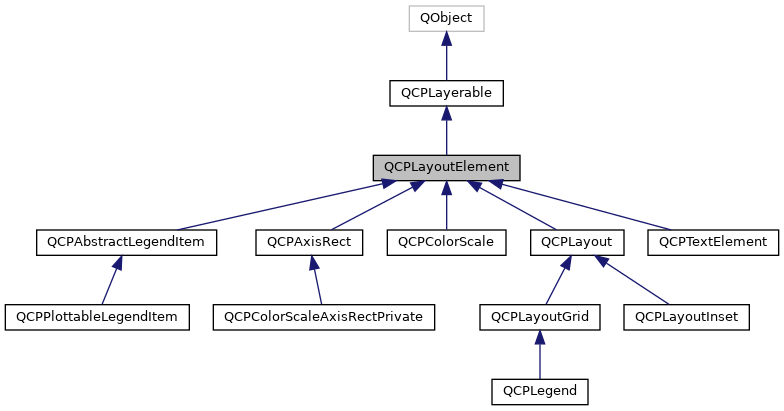 QObject
QCPLayerable
QCPLayoutElement
QCPAbstractLegendItem
QCPAxisRect
QCPColorScale
QCPLayout
QCPTextElement
QCPPlottableLegendItem
QCPColorScaleAxisRectPrivate
QCPLayoutGrid
QCPLayoutInset
QCPLegend